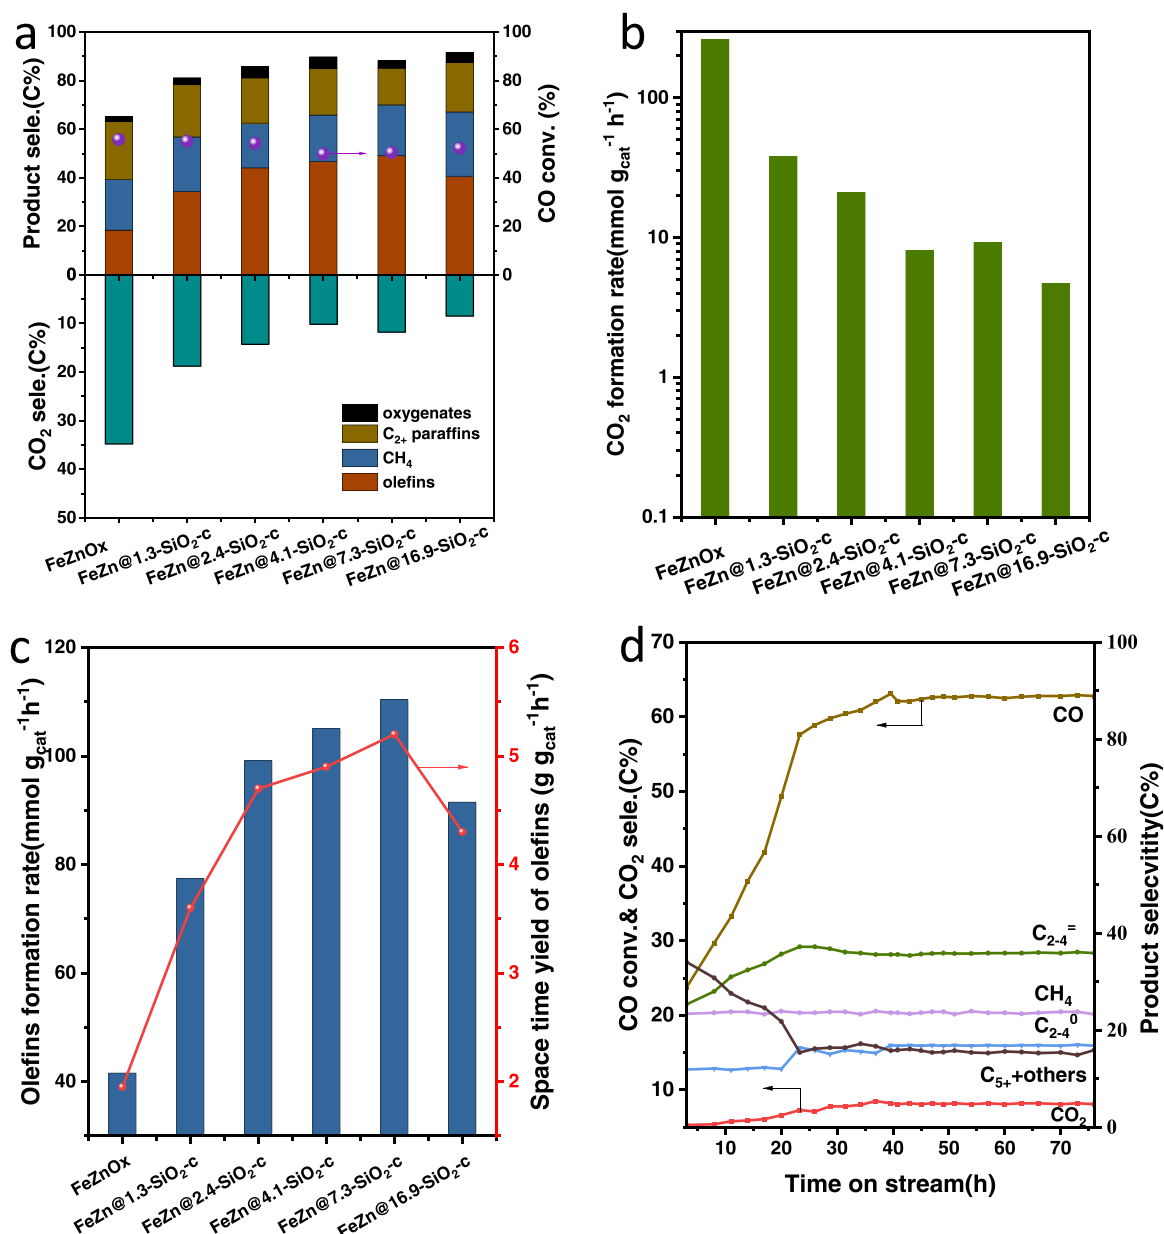 a
Product sele.(C%)
CO₂ sele.(C%)
CO conv. (%)
100
80
60
40
20
0
10
20
30
40
50
100
80
60
40
20
0
oxygenates
C₂₊ paraffins
CH₄
olefins
FeZnOx
FeZn@1.3-SiO₂-c
FeZn@2.4-SiO₂-c
FeZn@4.1-SiO₂-c
FeZn@7.3-SiO₂-c
FeZn@16.9-SiO₂-c
b
CO₂ formation rate(mmol g_cat⁻¹ h⁻¹)
100
10
1
0.1
FeZnOx
FeZn@1.3-SiO₂-c
FeZn@2.4-SiO₂-c
FeZn@4.1-SiO₂-c
FeZn@7.3-SiO₂-c
FeZn@16.9-SiO₂-c
c
Olefins formation rate(mmol g_cat⁻¹h⁻¹)
120
100
80
60
40
6
5
4
3
2
Space time yield of olefins (g g_cat⁻¹h⁻¹)
FeZnOx
FeZn@1.3-SiO₂-c
FeZn@2.4-SiO₂-c
FeZn@4.1-SiO₂-c
FeZn@7.3-SiO₂-c
FeZn@16.9-SiO₂-c
d
CO conv.& CO₂ sele.(C%)
70
60
50
40
30
20
10
100
80
60
40
20
0
Product selecvitity(C%)
CO
C₂₋₄⁼
CH₄
C₂₋₄⁰
C₅₊+others
CO₂
10
20
30
40
50
60
70
Time on stream(h)